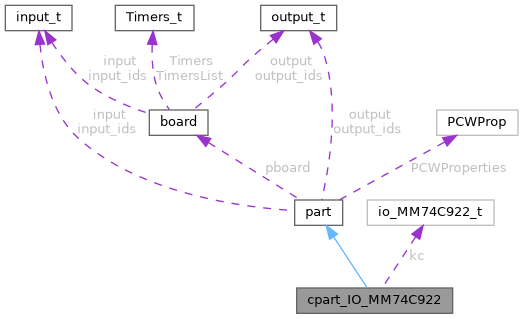 input_t
Timers_t
output_t
input
input_ids
Timers
TimersList
output
output_ids
board
input
input_ids
output
output_ids
PCWProp
pboard
PCWProperties
part
io_MM74C922_t
kc
cpart_IO_MM74C922